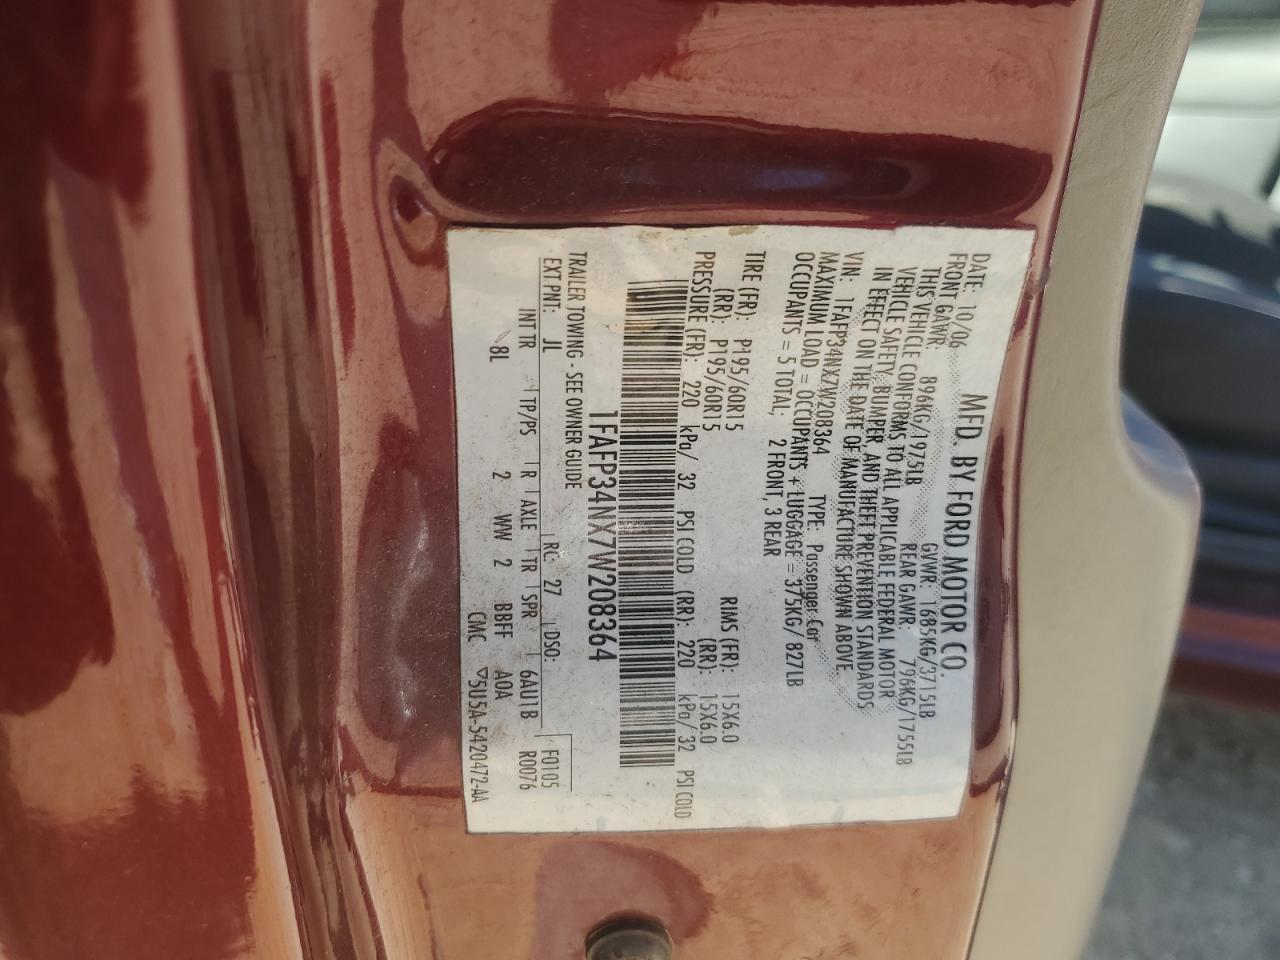 MFD. BY FORD MOTOR CO.
DATE: 10/06 GVWR: 1685KG/3715LB
FRONT GAWR: 896KG/1975LB REAR GAWR: 796KG/1755LB
THIS VEHICLE CONFORMS TO ALL APPLICABLE FEDERAL MOTOR
VEHICLE SAFETY, BUMPER, AND THEFT PREVENTION STANDARDS
IN EFFECT ON THE DATE OF MANUFACTURE SHOWN ABOVE.
VIN: 1FAFP34NX7W208364 TYPE: Passenger Car
MAXIMUM LOAD = OCCUPANTS + LUGGAGE = 375KG/ 827LB
OCCUPANTS = 5 TOTAL; 2 FRONT, 3 REAR
TIRE (FR): P195/60R15 RIMS (FR): 15X6.0
(RR): P195/60R15 (RR): 15X6.0
PRESSURE (FR): 220 kPa/ 32 PSI COLD (RR): 220 kPa/ 32 PSI COLD
1FAFP34NX7W208364
TRAILER TOWING - SEE OWNER GUIDE
EXT PNT: JL RC: 27 DSO: F0105
INT TR TP/PS R AXLE TR SPR 6AU1B R0076
8L 2 WW 2 BBFF A0A
CMC ▽5U5A-5420472-AA